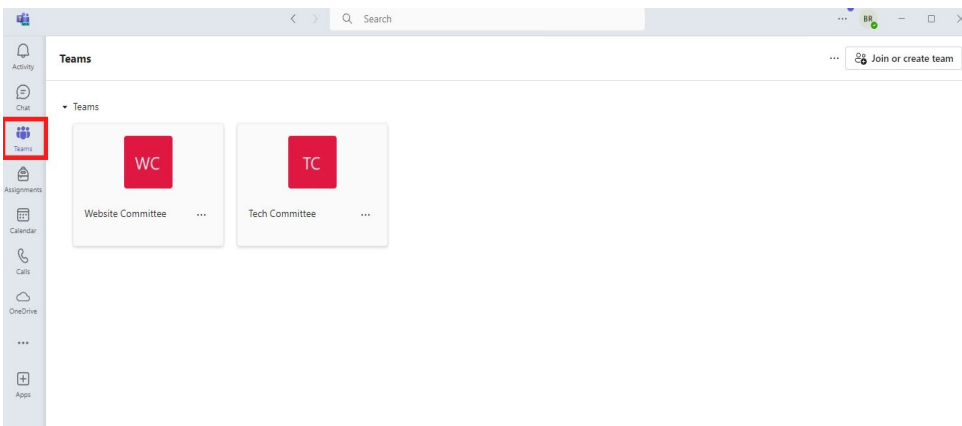 Search
BR
Activity
Chat
Teams
Assignments
Calendar
Calls
OneDrive
Apps
Teams
Join or create team
Teams
WC
Website Committee
TC
Tech Committee